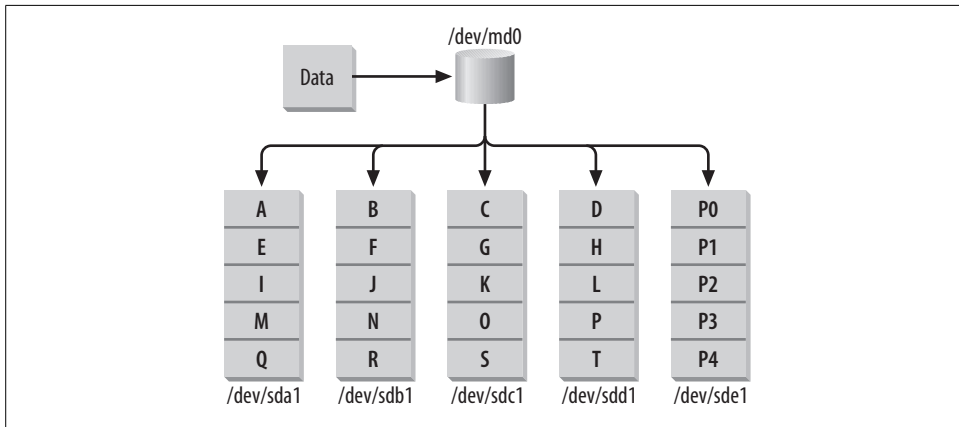 /dev/md0
Data
A B C D P0
E F G H P1
I J K L P2
M N O P P3
Q R S T P4
/dev/sda1 /dev/sdb1 /dev/sdc1 /dev/sdd1 /dev/sde1